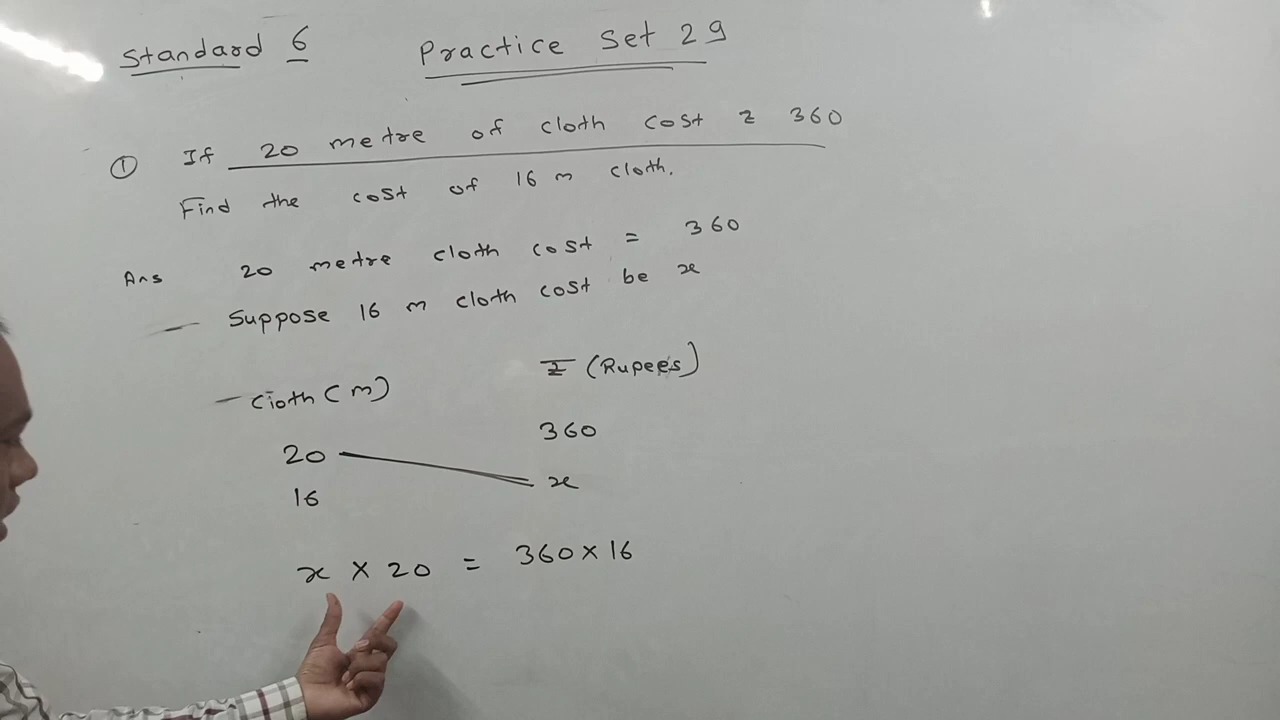 Standard 6 Practice Set 29
① If 20 metre of cloth cost ₹ 360
Find the cost of 16 m cloth.
Ans 20 metre cloth cost = 360
Suppose 16 m cloth cost be x
Cloth (m) ₹ (Rupees)
20 360
16 x
x × 20 = 360 × 16